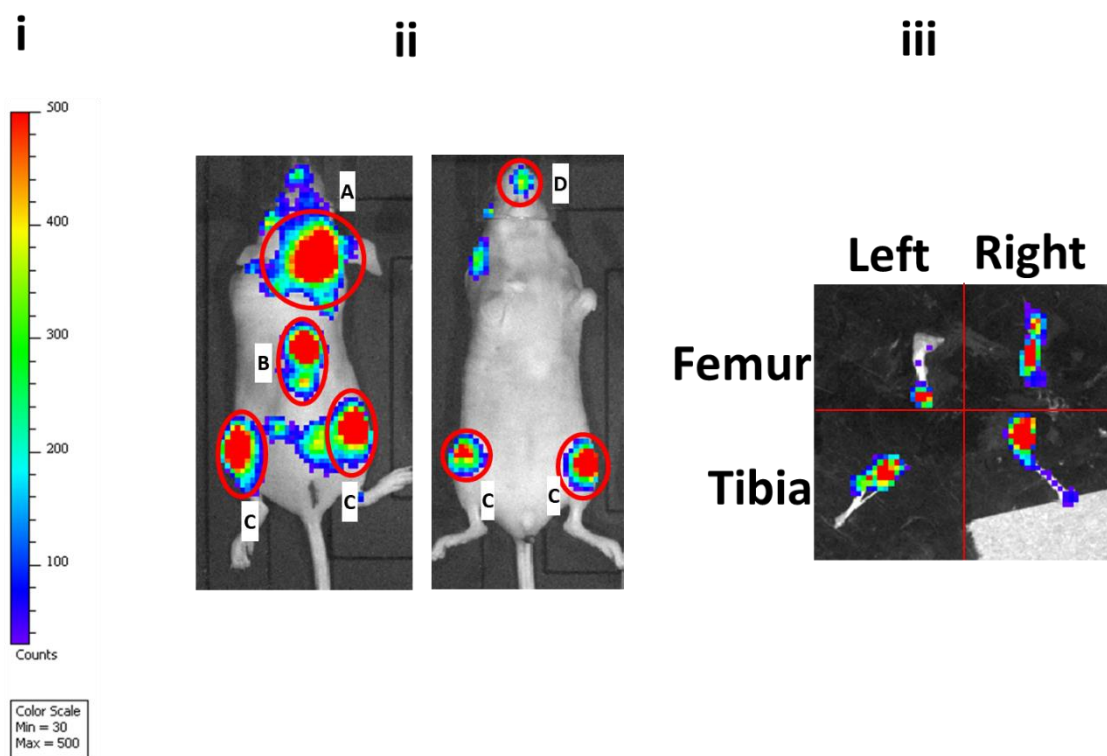 i
ii
iii
500
400
300
200
100
Counts
Color Scale
Min = 30
Max = 500
A
B
C
C
D
C
C
Left
Right
Femur
Tibia